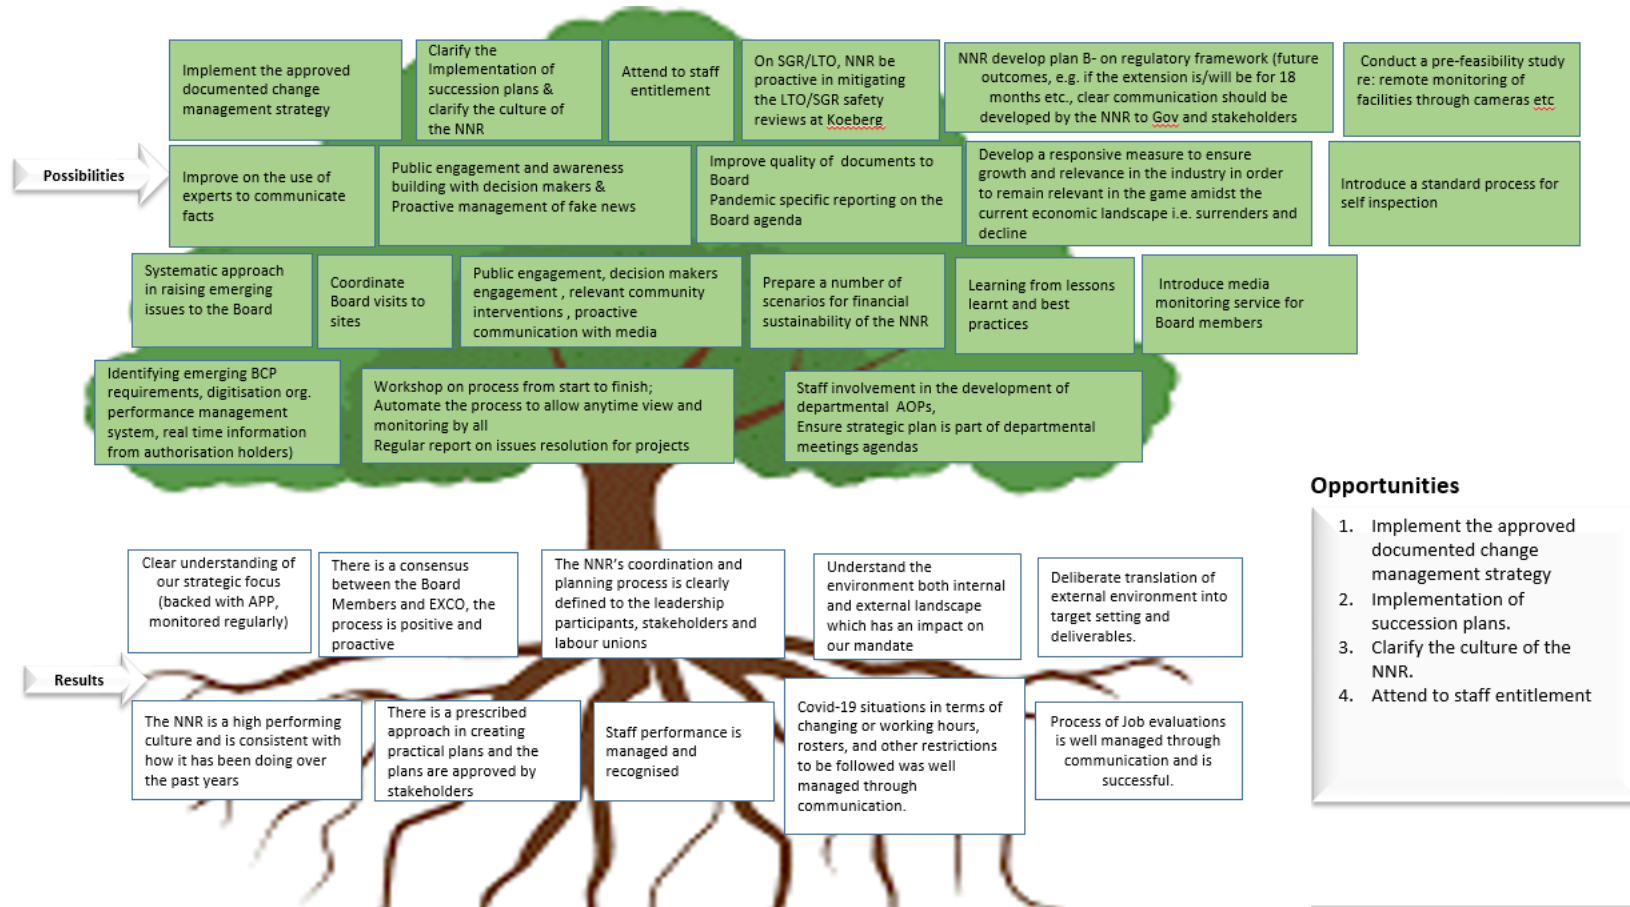 Implement the approved
documented change
management strategy
Clarify the
Implementation of
succession plans &
clarify the culture of
the NNR
Attend to staff
entitlement
On SGR/LTO, NNR be
proactive in mitigating
the LTO/SGR safety
reviews at Koeberg
NNR develop plan B- on regulatory framework (future
outcomes, e.g. if the extension is/will be for 18
months etc., clear communication should be
developed by the NNR to Gov and stakeholders
Conduct a pre-feasibility study
re: remote monitoring of
facilities through cameras etc
Possibilities
Improve on the use of
experts to communicate
facts
Public engagement and awareness
building with decision makers &
Proactive management of fake news
Improve quality of documents to
Board
Pandemic specific reporting on the
Board agenda
Develop a responsive measure to ensure
growth and relevance in the industry in order
to remain relevant in the game amidst the
current economic landscape i.e. surrenders and
decline
Introduce a standard process for
self inspection
Systematic approach
in raising emerging
issues to the Board
Coordinate
Board visits to
sites
Public engagement, decision makers
engagement , relevant community
interventions , proactive
communication with media
Prepare a number of
scenarios for financial
sustainability of the NNR
Learning from lessons
learnt and best
practices
Introduce media
monitoring service for
Board members
Identifying emerging BCP
requirements, digitisation org.
performance management
system, real time information
from authorisation holders)
Workshop on process from start to finish;
Automate the process to allow anytime view and
monitoring by all
Regular report on issues resolution for projects
Staff involvement in the development of
departmental AOPs,
Ensure strategic plan is part of departmental
meetings agendas
Opportunities
1. Implement the approved
documented change
management strategy
2. Implementation of
succession plans.
3. Clarify the culture of the
NNR.
4. Attend to staff entitlement
Clear understanding of
our strategic focus
(backed with APP,
monitored regularly)
There is a consensus
between the Board
Members and EXCO, the
process is positive and
proactive
The NNR's coordination and
planning process is clearly
defined to the leadership
participants, stakeholders and
labour unions
Understand the
environment both internal
and external landscape
which has an impact on
our mandate
Deliberate translation of
external environment into
target setting and
deliverables.
Results
The NNR is a high performing
culture and is consistent with
how it has been doing over
the past years
There is a prescribed
approach in creating
practical plans and the
plans are approved by
stakeholders
Staff performance is
managed and
recognised
Covid-19 situations in terms of
changing or working hours,
rosters, and other restrictions
to be followed was well
managed through
communication.
Process of Job evaluations
is well managed through
communication and is
successful.